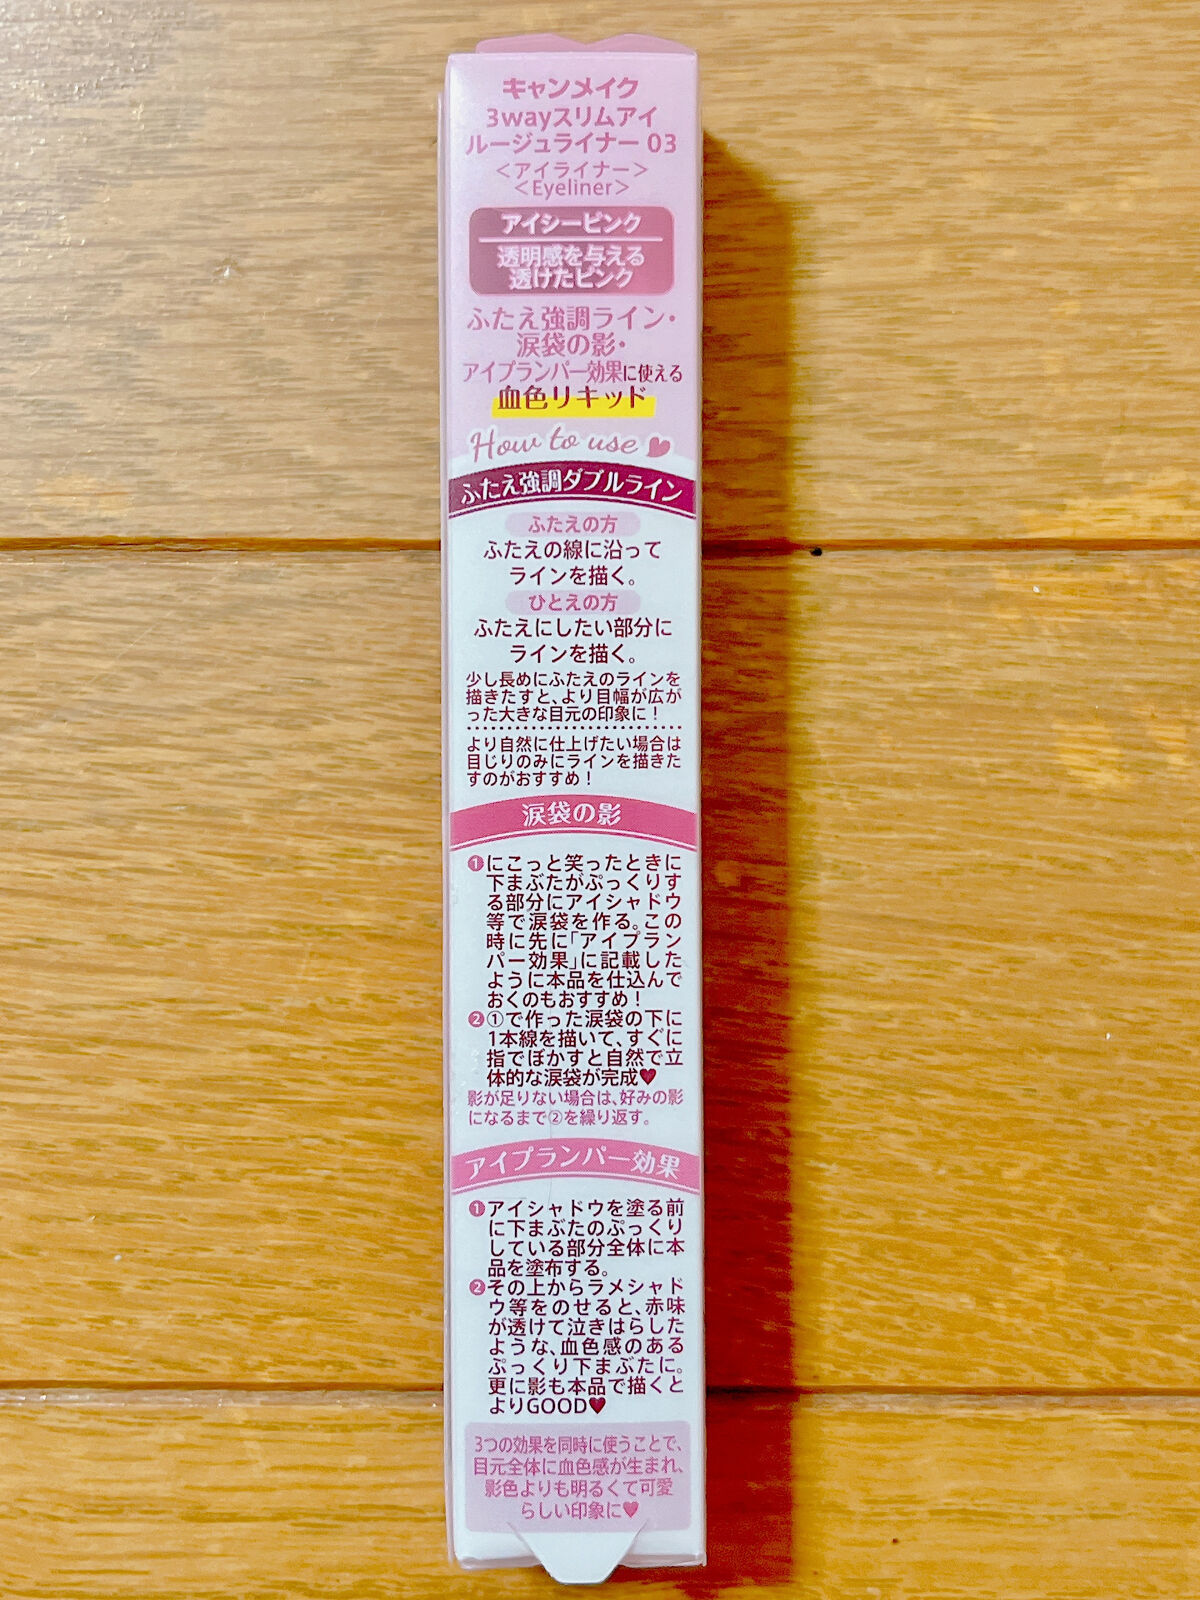 キャンメイク
3wayスリムアイ
ルージュライナー 03
＜アイライナー＞
＜Eyeliner＞
アイシーピンク
透明感を与える
透けたピンク
ふたえ強調ライン・
涙袋の影・
アイプランパー効果に使える
血色リキッド
How to use
ふたえ強調ダブルライン
ふたえの方
ふたえの線に沿って
ラインを描く。
ひとえの方
ふたえにしたい部分に
ラインを描く。
少し長めにふたえのラインを
描きたすと、より目幅が広が
った大きな目元の印象に！
より自然に仕上げたい場合は
目じりのみにラインを描きた
すのがおすすめ！
涙袋の影
❶にこっと笑ったときに
下まぶたがぷっくりす
る部分にアイシャドウ
等で涙袋を作る。この
時に先に「アイプラン
パー効果」に記載した
ように本品を仕込んで
おくのもおすすめ！
❷①で作った涙袋の下に
1本線を描いて、すぐに
指でぼかすと自然で立
体的な涙袋が完成♥
影が足りない場合は、好みの影
になるまで②を繰り返す。
アイプランパー効果
❶アイシャドウを塗る前
に下まぶたのぷっくり
している部分全体に本
品を塗布する。
❷その上からラメシャド
ウ等をのせると、赤味
が透けて泣きはらした
ような、血色感のある
ぷっくり下まぶたに。
更に影も本品で描くと
よりGOOD♥
3つの効果を同時に使うことで、
目元全体に血色感が生まれ、
影色よりも明るくて可愛
らしい印象に♥